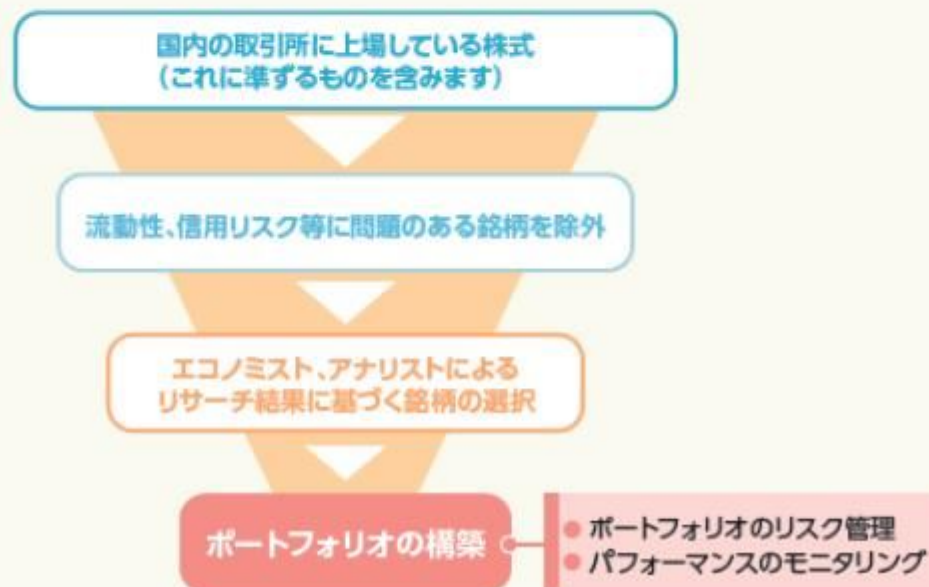 国内の取引所に上場している株式
(これに準ずるものを含みます)
流動性、信用リスク等に問題のある銘柄を除外
エコノミスト、アナリストによる
リサーチ結果に基づく銘柄の選択
ポートフォリオの構築
● ポートフォリオのリスク管理
● パフォーマンスのモニタリング